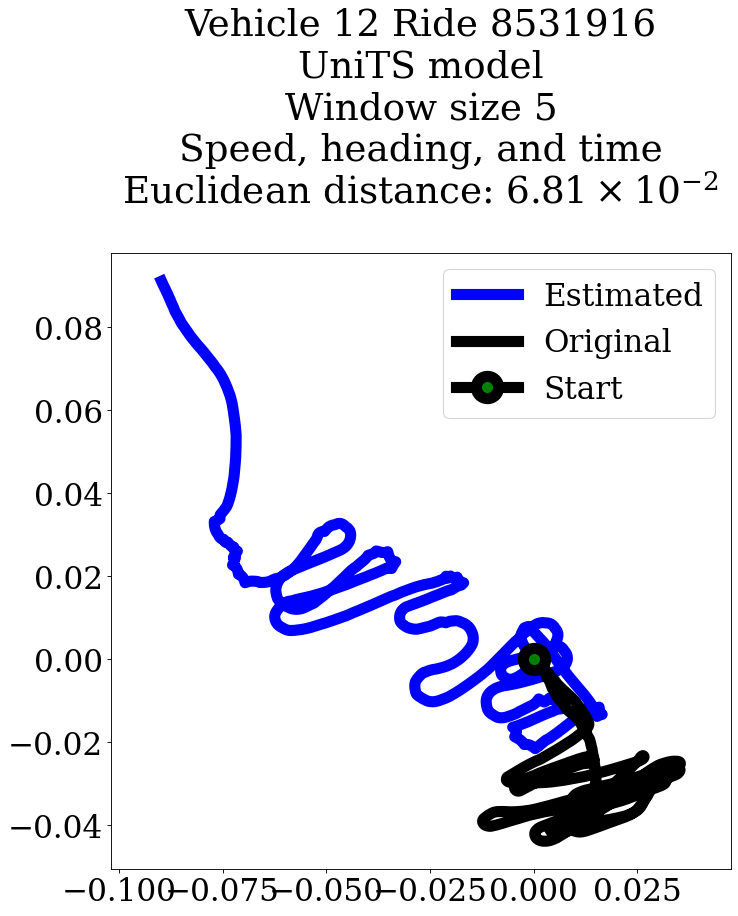 Vehicle 12 Ride 8531916
UniTS model
Window size 5
Speed, heading, and time
Euclidean distance: 6.81 × 10⁻²
Estimated
Original
Start
0.08
0.06
0.04
0.02
0.00
−0.02
−0.04
−0.100 −0.075 −0.050 −0.025 0.000 0.025